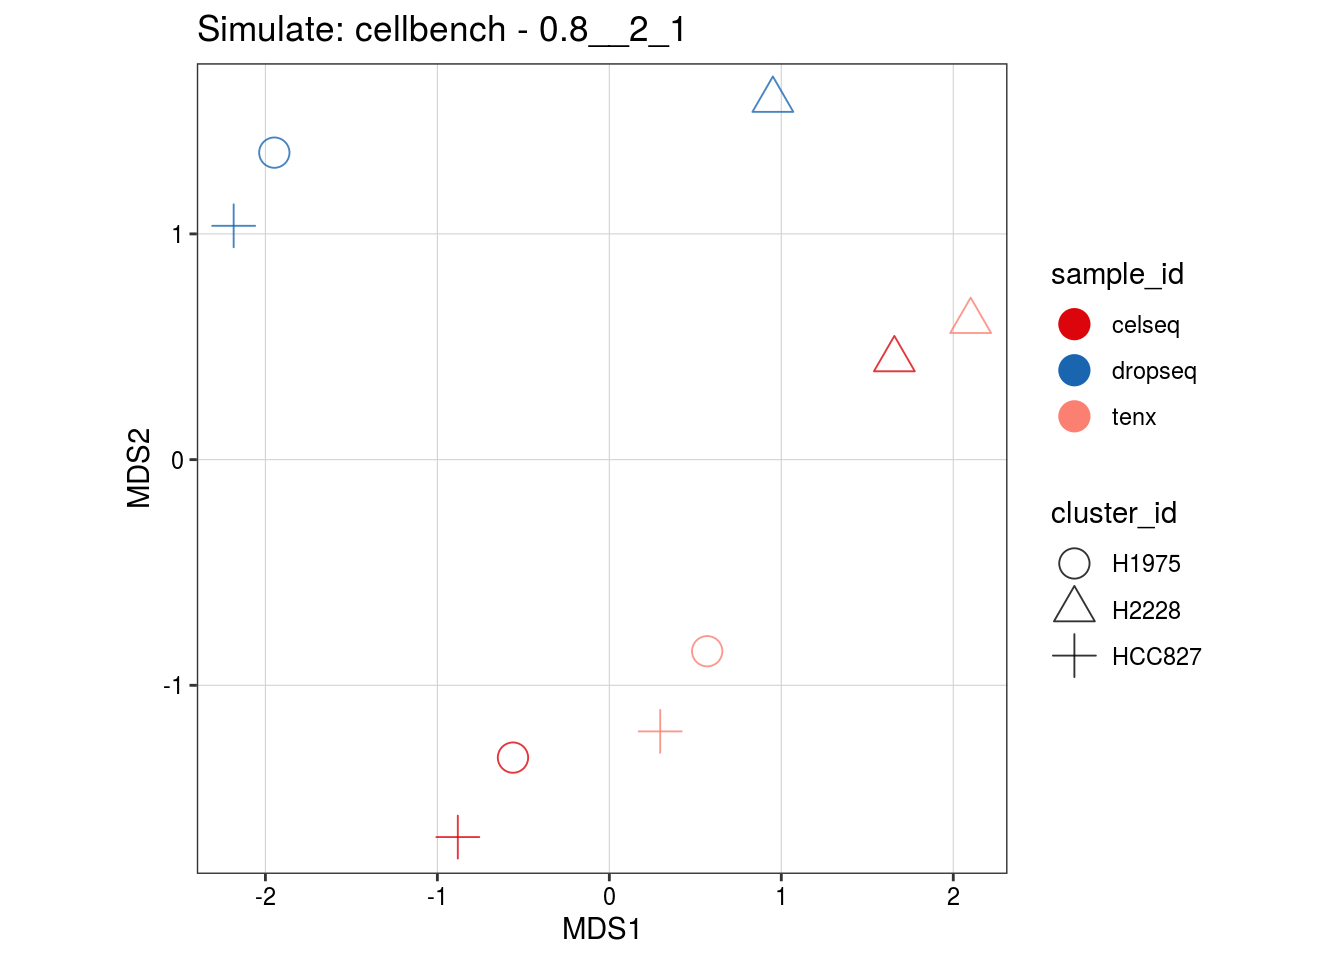 Simulate: cellbench - 0.8__2_1
MDS2
1
0
-1
-2
-1
0
1
2
MDS1
sample_id
celseq
dropseq
tenx
cluster_id
H1975
H2228
HCC827